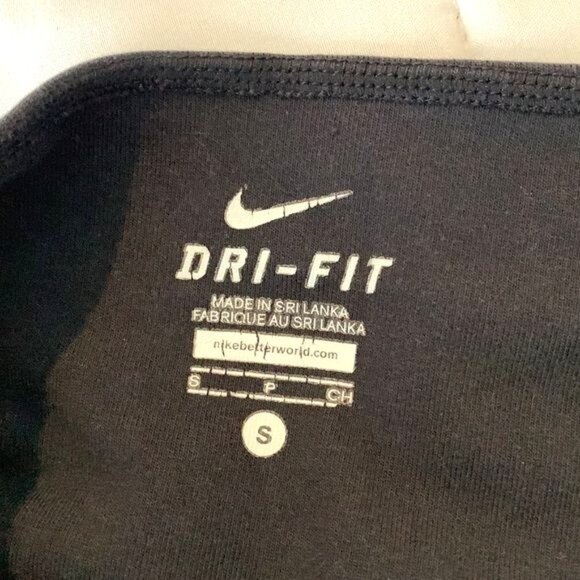 DRI-FIT
MADE IN SRI LANKA
FABRIQUE AU SRI LANKA
nikebetterworld.com
S P CH
S